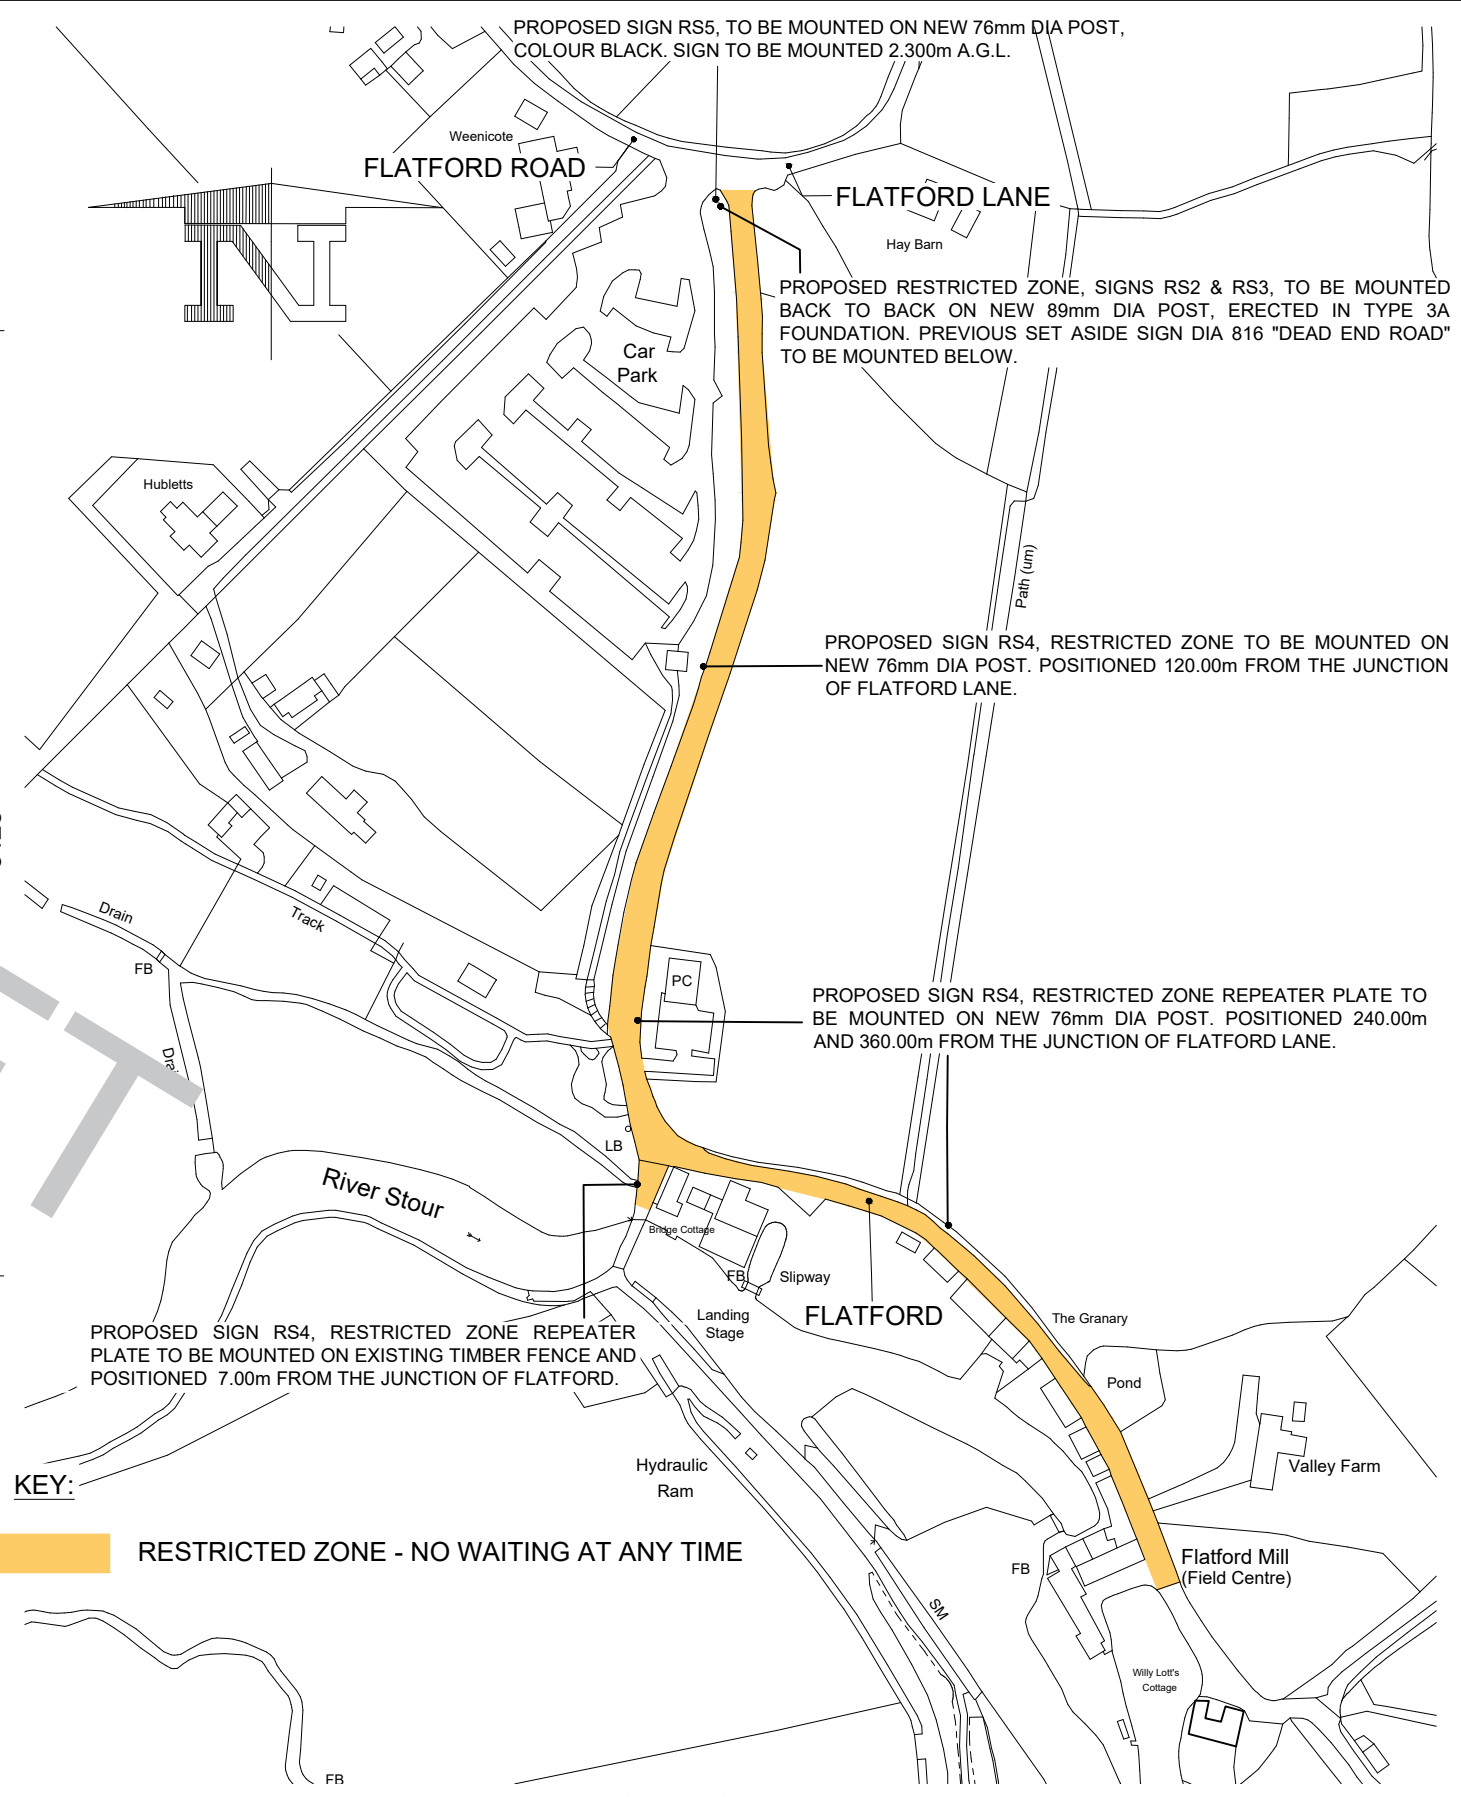 PROPOSED SIGN RS5, TO BE MOUNTED ON NEW 76mm DIA POST,
COLOUR BLACK. SIGN TO BE MOUNTED 2.300m A.G.L.
Weenicote
FLATFORD ROAD
FLATFORD LANE
N
Hay Barn
PROPOSED RESTRICTED ZONE, SIGNS RS2 & RS3, TO BE MOUNTED
BACK TO BACK ON NEW 89mm DIA POST, ERECTED IN TYPE 3A
FOUNDATION. PREVIOUS SET ASIDE SIGN DIA 816 "DEAD END ROAD"
TO BE MOUNTED BELOW.
Car
Park
Hubletts
Path (um)
PROPOSED SIGN RS4, RESTRICTED ZONE TO BE MOUNTED ON
NEW 76mm DIA POST. POSITIONED 120.00m FROM THE JUNCTION
OF FLATFORD LANE.
Drain
Track
FB
PC
PROPOSED SIGN RS4, RESTRICTED ZONE REPEATER PLATE TO
BE MOUNTED ON NEW 76mm DIA POST. POSITIONED 240.00m
AND 360.00m FROM THE JUNCTION OF FLATFORD LANE.
Drain
T
LB
River Stour
Bridge Cottage
FB
Slipway
Landing
Stage
FLATFORD
The Granary
PROPOSED SIGN RS4, RESTRICTED ZONE REPEATER
PLATE TO BE MOUNTED ON EXISTING TIMBER FENCE AND
POSITIONED 7.00m FROM THE JUNCTION OF FLATFORD.
Pond
Hydraulic
Ram
Valley Farm
KEY:
RESTRICTED ZONE - NO WAITING AT ANY TIME
Flatford Mill
(Field Centre)
FB
SM
Willy Lott's
Cottage
FB